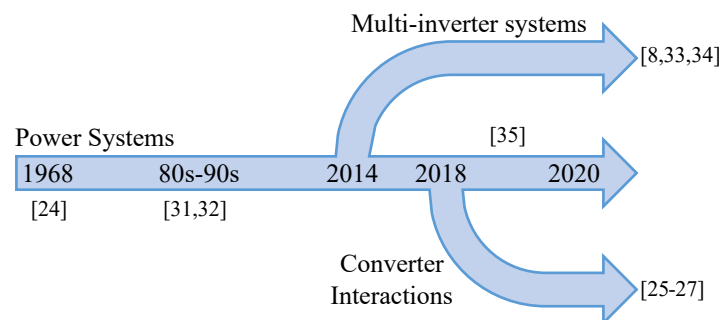 Multi-inverter systems
[8,33,34]
Power Systems
[35]
1968 80s-90s 2014 2018 2020
[24] [31,32]
Converter
Interactions
[25-27]